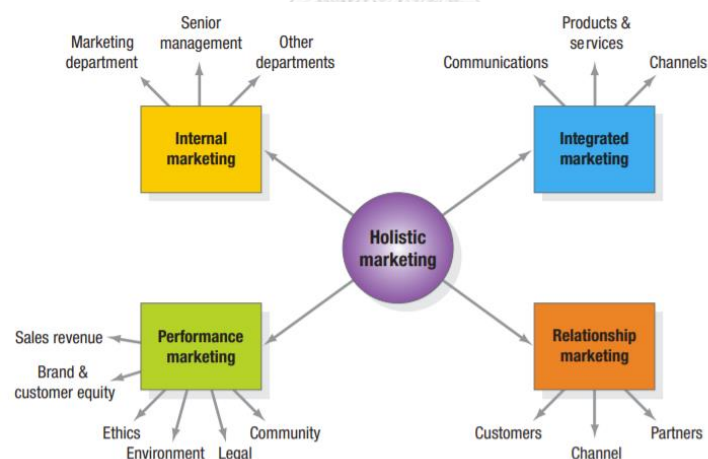 Marketing
department
Senior
management
Other
departments
Communications
Products &
services
Channels
Internal
marketing
Integrated
marketing
Holistic
marketing
Performance
marketing
Relationship
marketing
Sales revenue
Brand &
customer equity
Ethics
Environment
Legal
Community
Customers
Channel
Partners